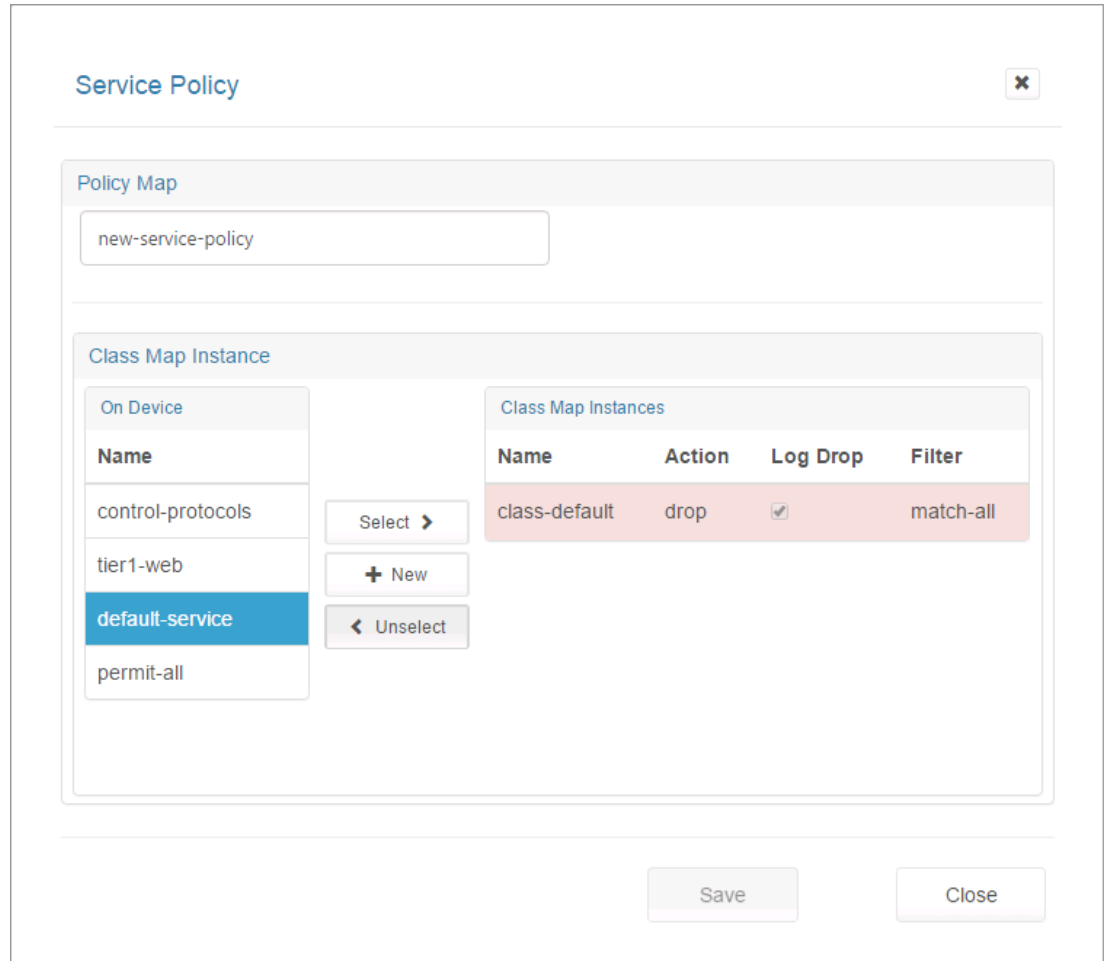 Service Policy
Policy Map
new-service-policy
Class Map Instance
On Device
Name
control-protocols
tier1-web
default-service
permit-all
Select
New
Unselect
Class Map Instances
Name Action Log Drop Filter
class-default drop match-all
Save Close